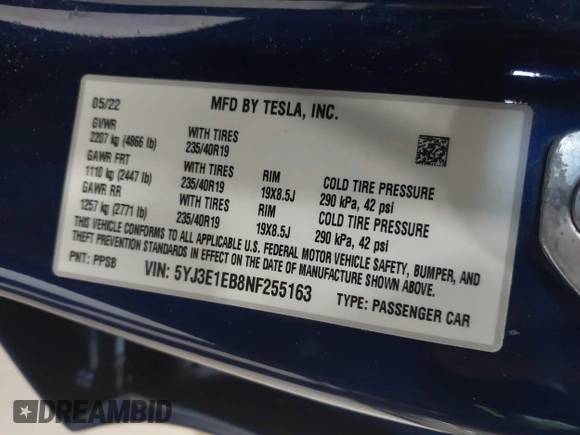 05/22 MFD BY TESLA, INC.
GVWR
2207 kg (4866 lb) WITH TIRES
235/40R19
GAWR FRT
1110 kg (2447 lb) WITH TIRES 235/40R19 RIM 19X8.5J COLD TIRE PRESSURE 290 kPa, 42 psi
GAWR RR
1257 kg (2771 lb) WITH TIRES 235/40R19 RIM 19X8.5J COLD TIRE PRESSURE 290 kPa, 42 psi
THIS VEHICLE CONFORMS TO ALL APPLICABLE U.S. FEDERAL MOTOR VEHICLE SAFETY, BUMPER, AND
THEFT PREVENTION STANDARDS IN EFFECT ON THE DATE OF MANUFACTURE SHOWN ABOVE.
PNT: PPSB VIN: 5YJ3E1EB8NF255163 TYPE: PASSENGER CAR
DREAMBID